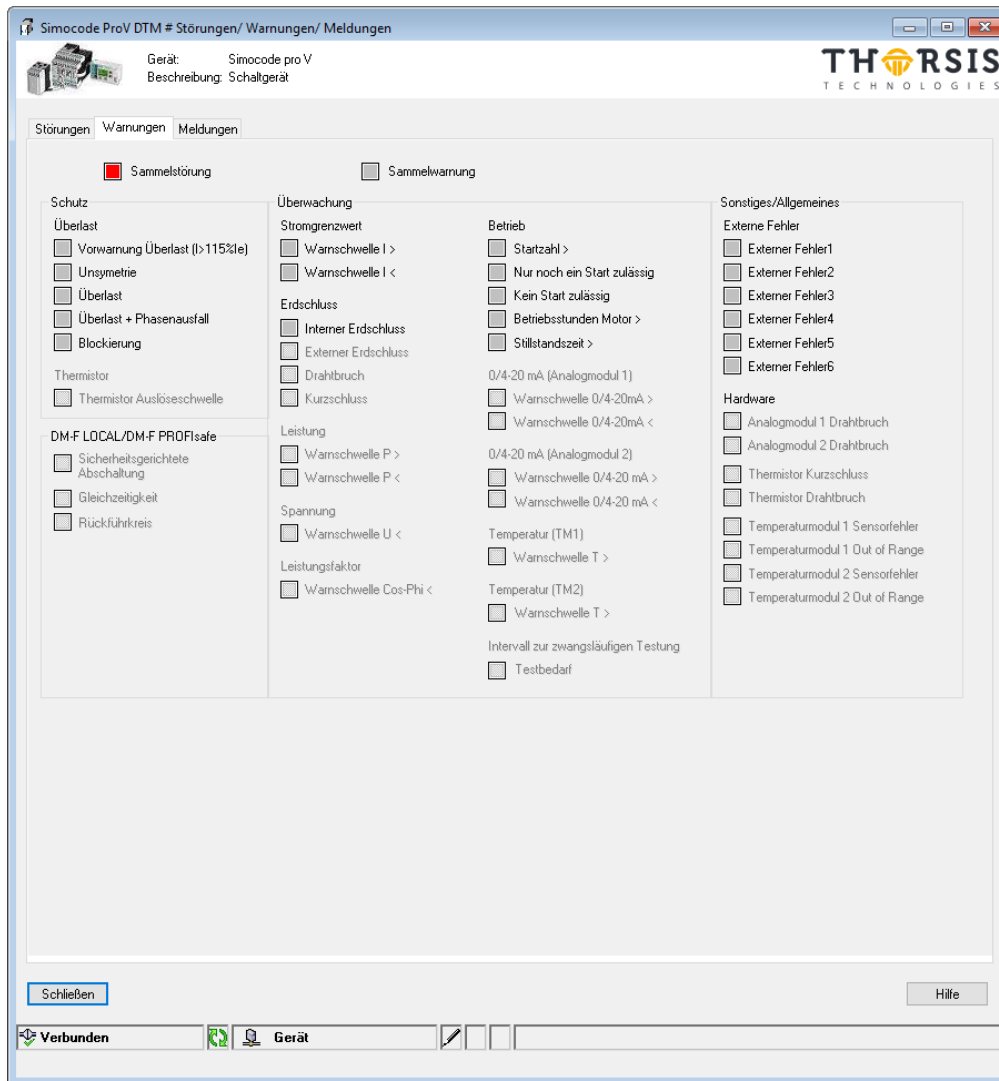 Simocode ProV DTM # Störungen/ Warnungen/ Meldungen
Gerät: Simocode pro V
Beschreibung: Schaltgerät
THORSIS
TECHNOLOGIES
Störungen Warnungen Meldungen
Sammelstörung Sammelwarnung
Schutz
Überlast
Vorwarnung Überlast (I>115%Ie)
Unsymetrie
Überlast
Überlast + Phasenausfall
Blockierung
Thermistor
Thermistor Auslöseschwelle
DM-F LOCAL/DM-F PROFIsafe
Sicherheitsgerichtete
Abschaltung
Gleichzeitigkeit
Rückführkreis
Überwachung
Stromgrenzwert
Warnschwelle I >
Warnschwelle I <
Erdschluss
Interner Erdschluss
Externer Erdschluss
Drahtbruch
Kurzschluss
Leistung
Warnschwelle P >
Warnschwelle P <
Spannung
Warnschwelle U <
Leistungsfaktor
Warnschwelle Cos-Phi <
Betrieb
Startzahl >
Nur noch ein Start zulässig
Kein Start zulässig
Betriebsstunden Motor >
Stillstandszeit >
0/4-20 mA (Analogmodul 1)
Warnschwelle 0/4-20mA >
Warnschwelle 0/4-20mA <
0/4-20 mA (Analogmodul 2)
Warnschwelle 0/4-20 mA >
Warnschwelle 0/4-20 mA <
Temperatur (TM1)
Warnschwelle T >
Temperatur (TM2)
Warnschwelle T >
Intervall zur zwangsläufigen Testung
Testbedarf
Sonstiges/Allgemeines
Externe Fehler
Externer Fehler1
Externer Fehler2
Externer Fehler3
Externer Fehler4
Externer Fehler5
Externer Fehler6
Hardware
Analogmodul 1 Drahtbruch
Analogmodul 2 Drahtbruch
Thermistor Kurzschluss
Thermistor Drahtbruch
Temperaturmodul 1 Sensorfehler
Temperaturmodul 1 Out of Range
Temperaturmodul 2 Sensorfehler
Temperaturmodul 2 Out of Range
Schließen Hilfe
Verbunden Gerät